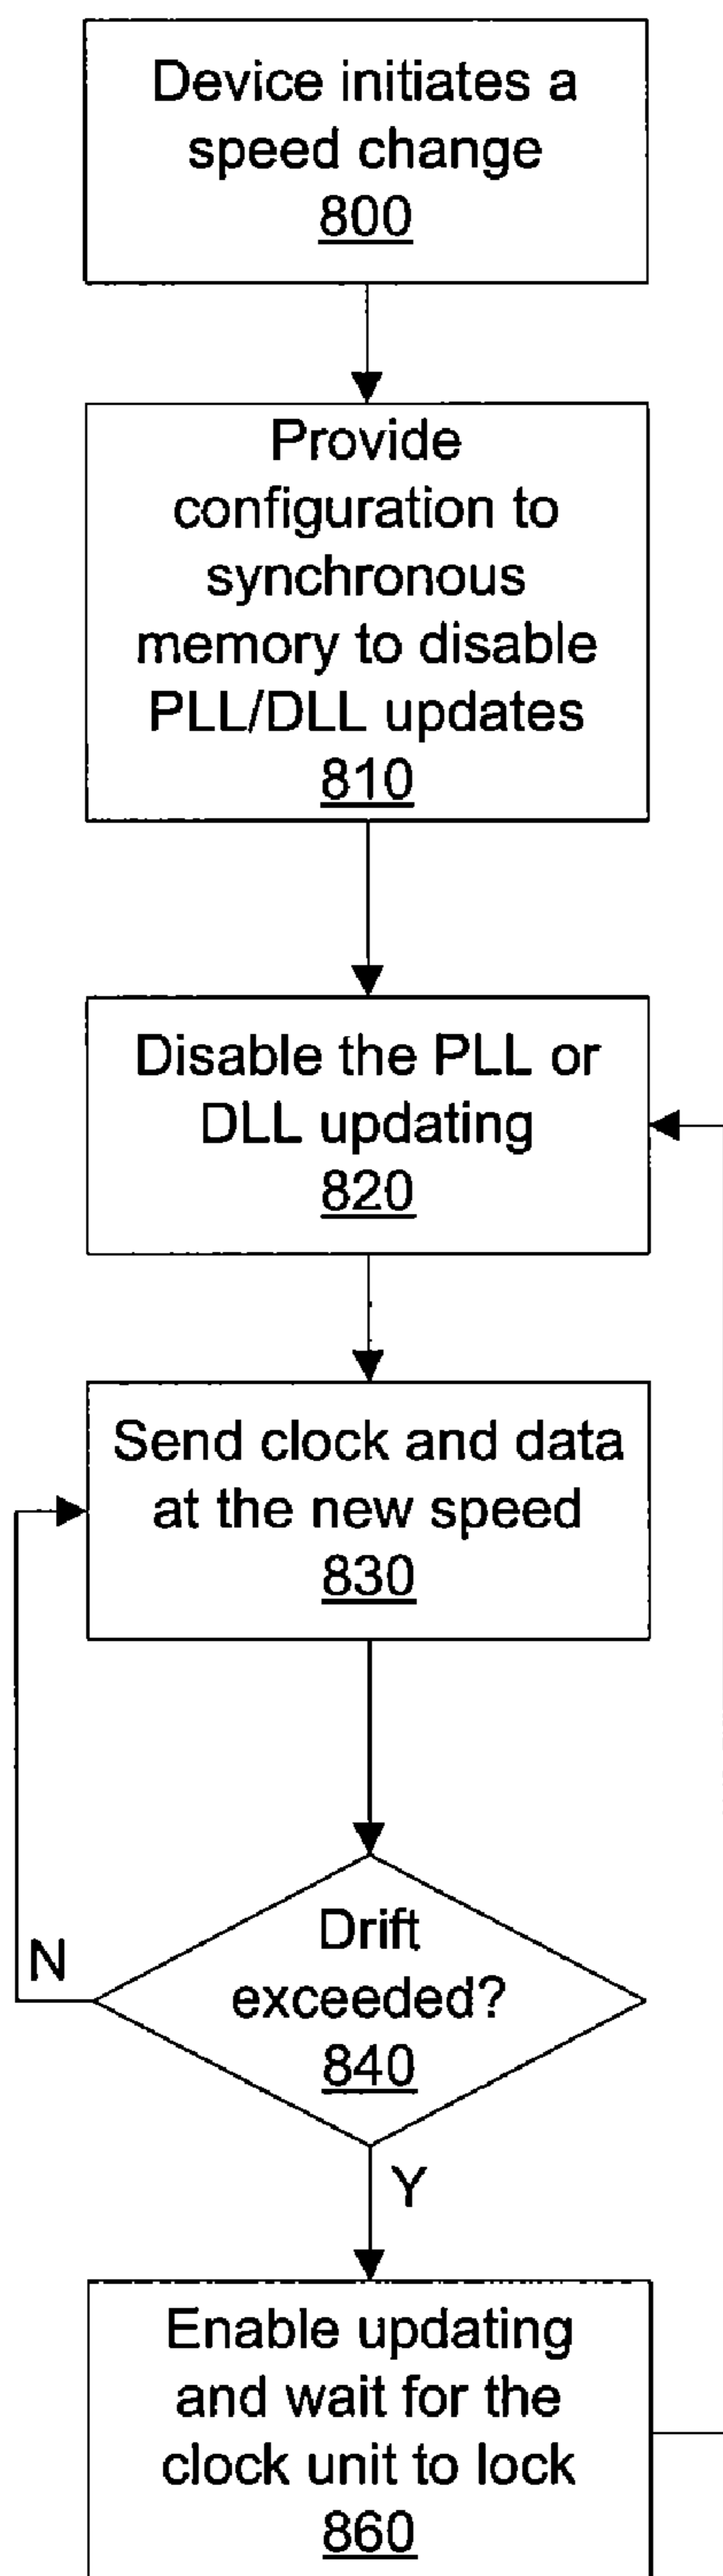 Device initiates a
speed change
800
Provide
configuration to
synchronous
memory to disable
PLL/DLL updates
810
Disable the PLL or
DLL updating
820
Send clock and data
at the new speed
830
N
Drift
exceeded?
840
Y
Enable updating
and wait for the
clock unit to lock
860